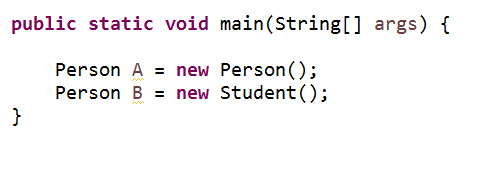 public static void main(String[] args) {
Person A = new Person();
Person B = new Student();
}